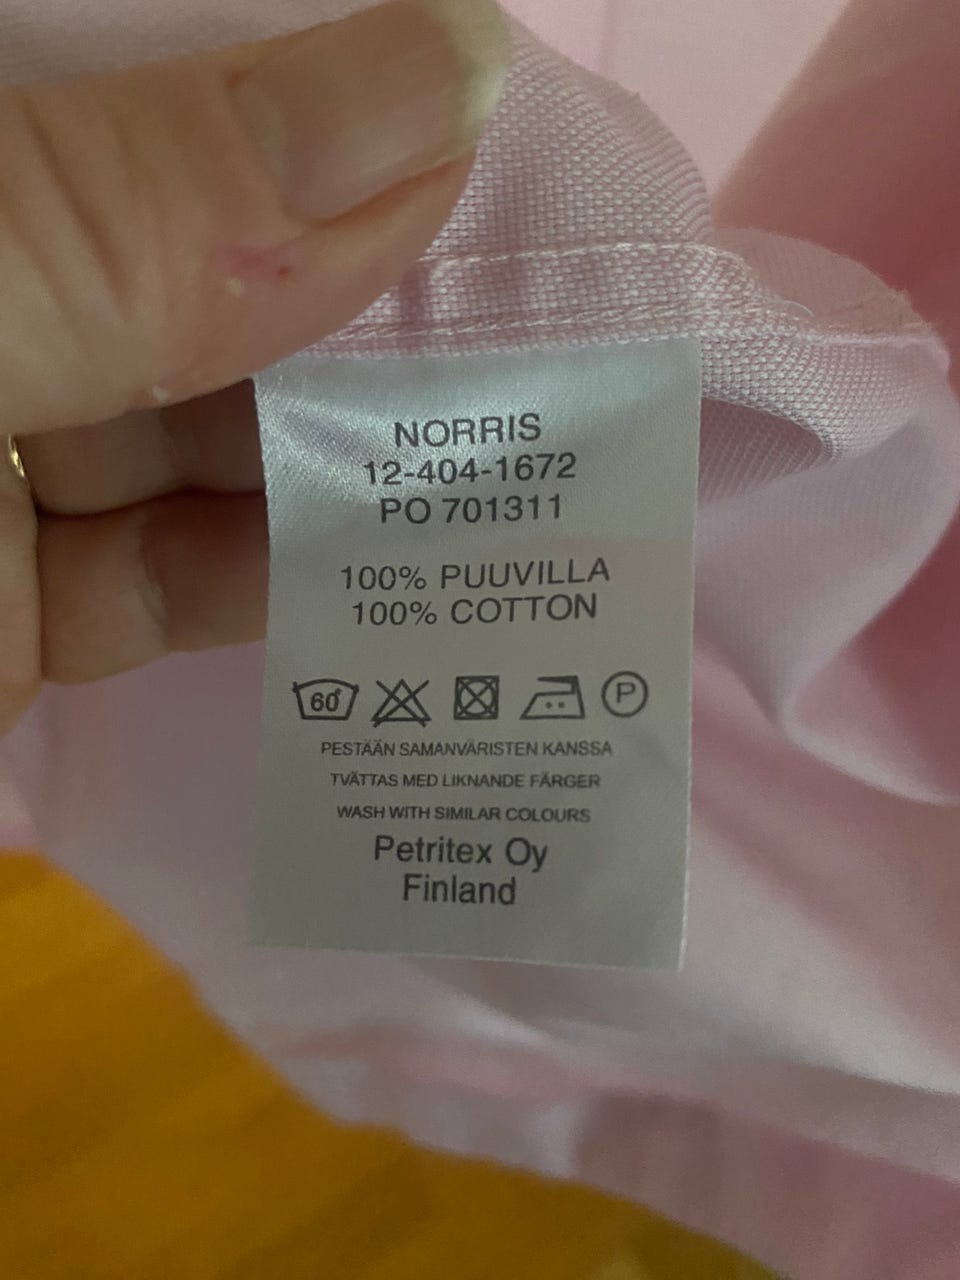 NORRIS
12-404-1672
PO 701311
100% PUUVILLA
100% COTTON
60° P
PESTÄÄN SAMANVÄRISTEN KANSSA
TVÄTTAS MED LIKNANDE FÄRGER
WASH WITH SIMILAR COLOURS
Petritex Oy
Finland